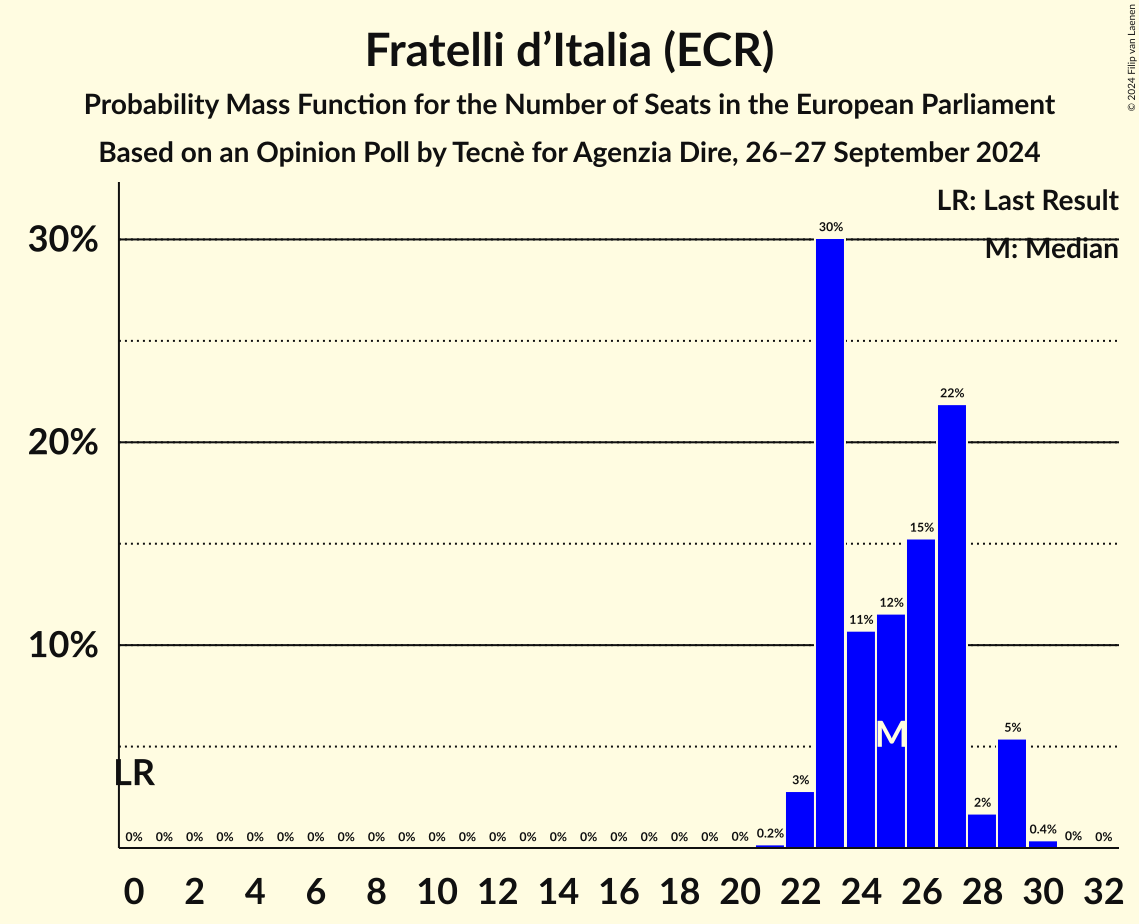 Fratelli d’Italia (ECR)
Probability Mass Function for the Number of Seats in the European Parliament
Based on an Opinion Poll by Tecnè for Agenzia Dire, 26–27 September 2024
© 2024 Filip van Laenen
LR: Last Result
M: Median
30%
20%
10%
LR
M
0% 0% 0% 0% 0% 0% 0% 0% 0% 0% 0% 0% 0% 0% 0% 0% 0% 0% 0% 0% 0% 0.2% 3% 30% 11% 12% 15% 22% 2% 5% 0.4% 0% 0%
0 2 4 6 8 10 12 14 16 18 20 22 24 26 28 30 32